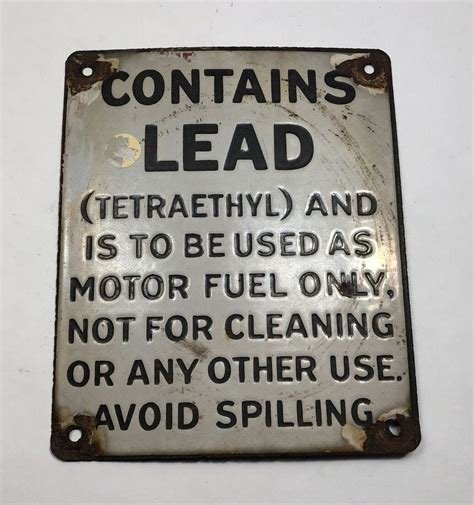 CONTAINS
LEAD
(TETRAETHYL) AND
IS TO BE USED AS
MOTOR FUEL ONLY,
NOT FOR CLEANING
OR ANY OTHER USE.
AVOID SPILLING